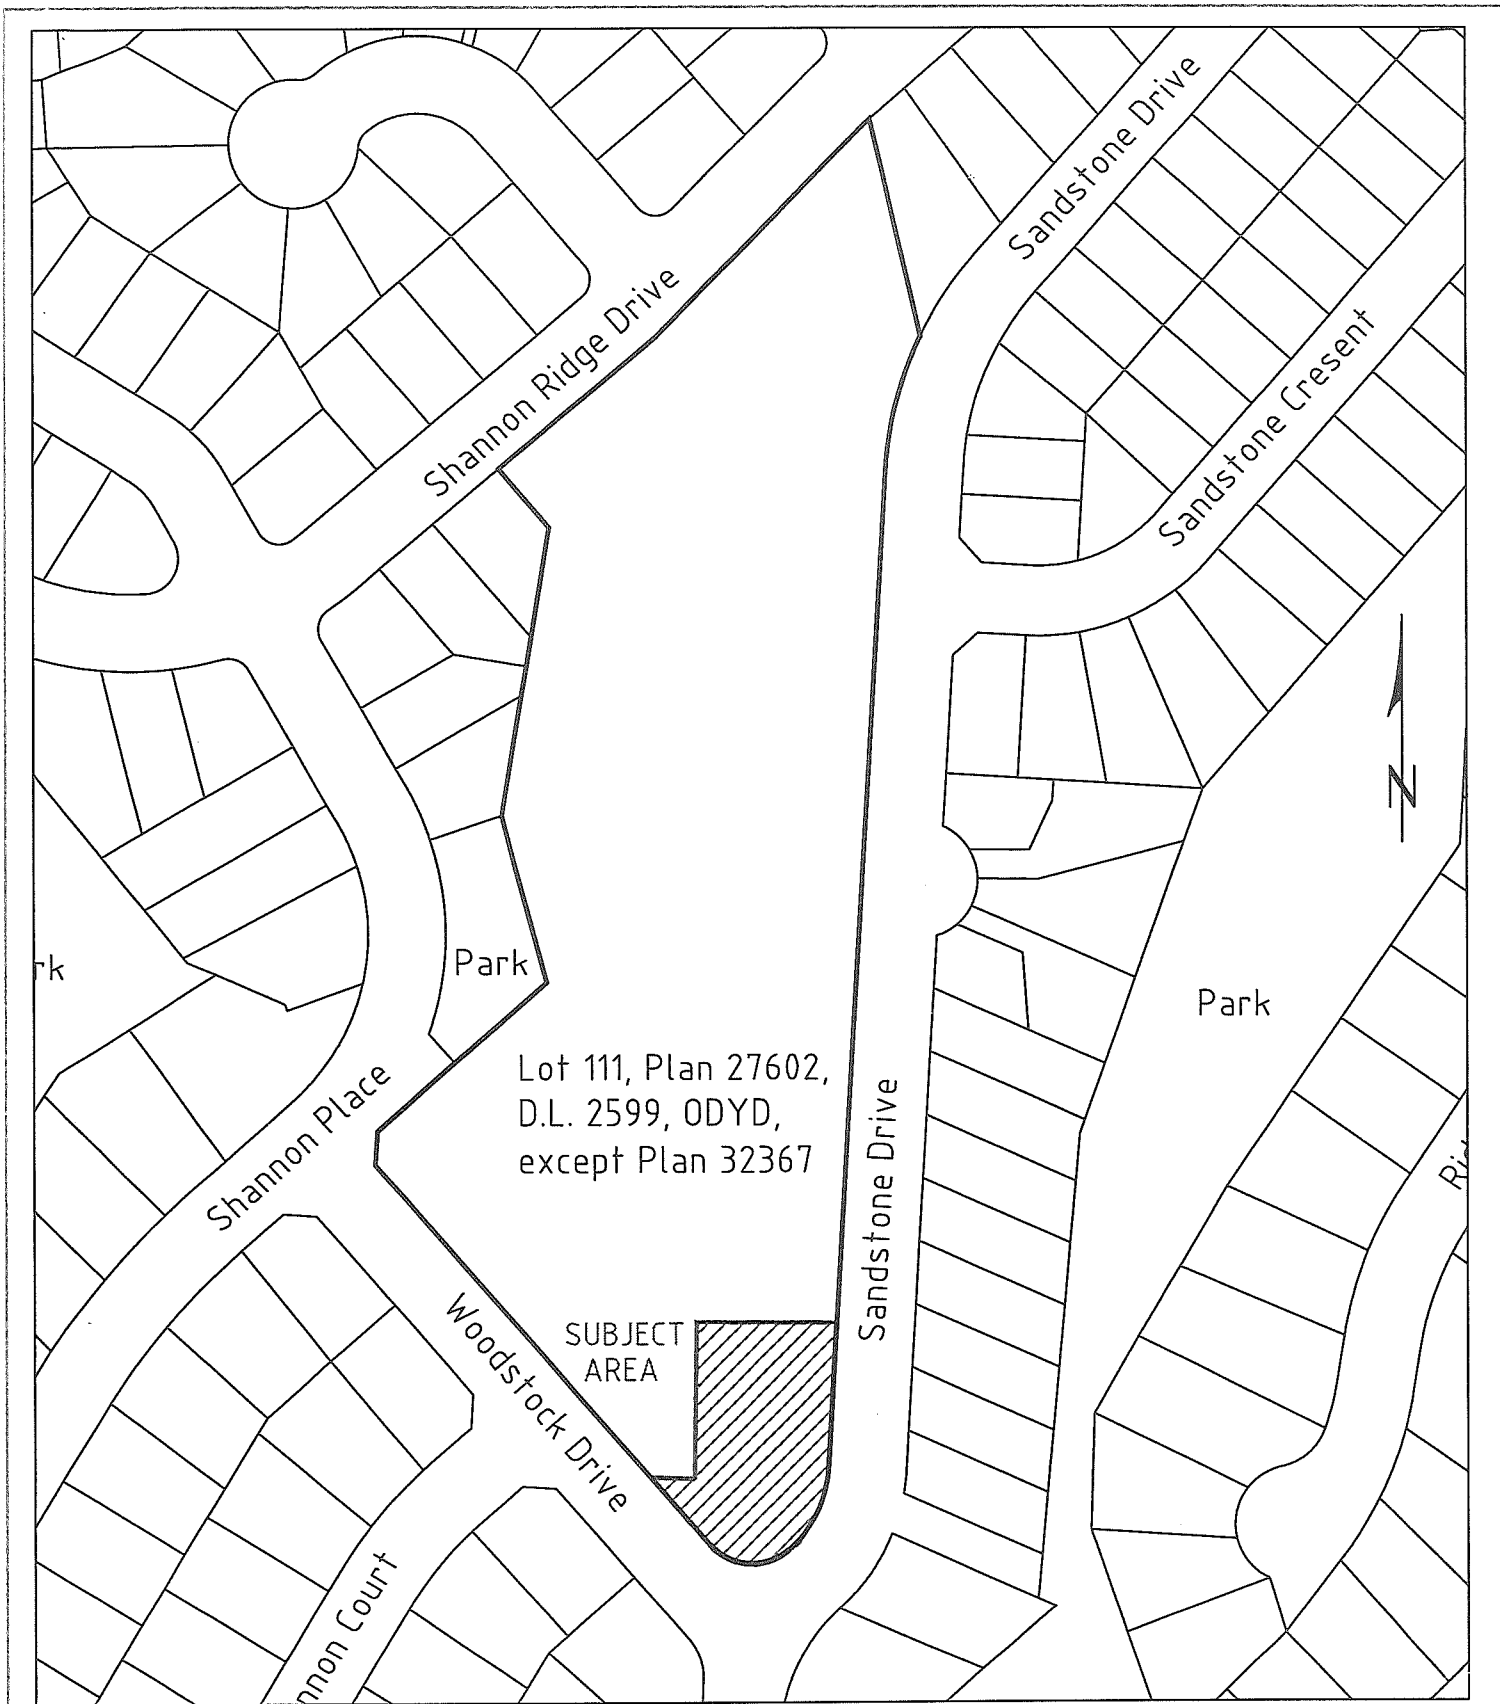 Sandstone Drive
Shannon Ridge Drive
Sandstone Cresent
N
rk
Park
Park
Lot 111, Plan 27602,
D.L. 2599, ODYD,
except Plan 32367
Shannon Place
Sandstone Drive
Ri
SUBJECT
AREA
Woodstock Drive
nnon Court